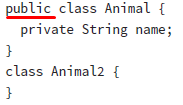 public class Animal {
  private String name;
}
class Animal2 {
}